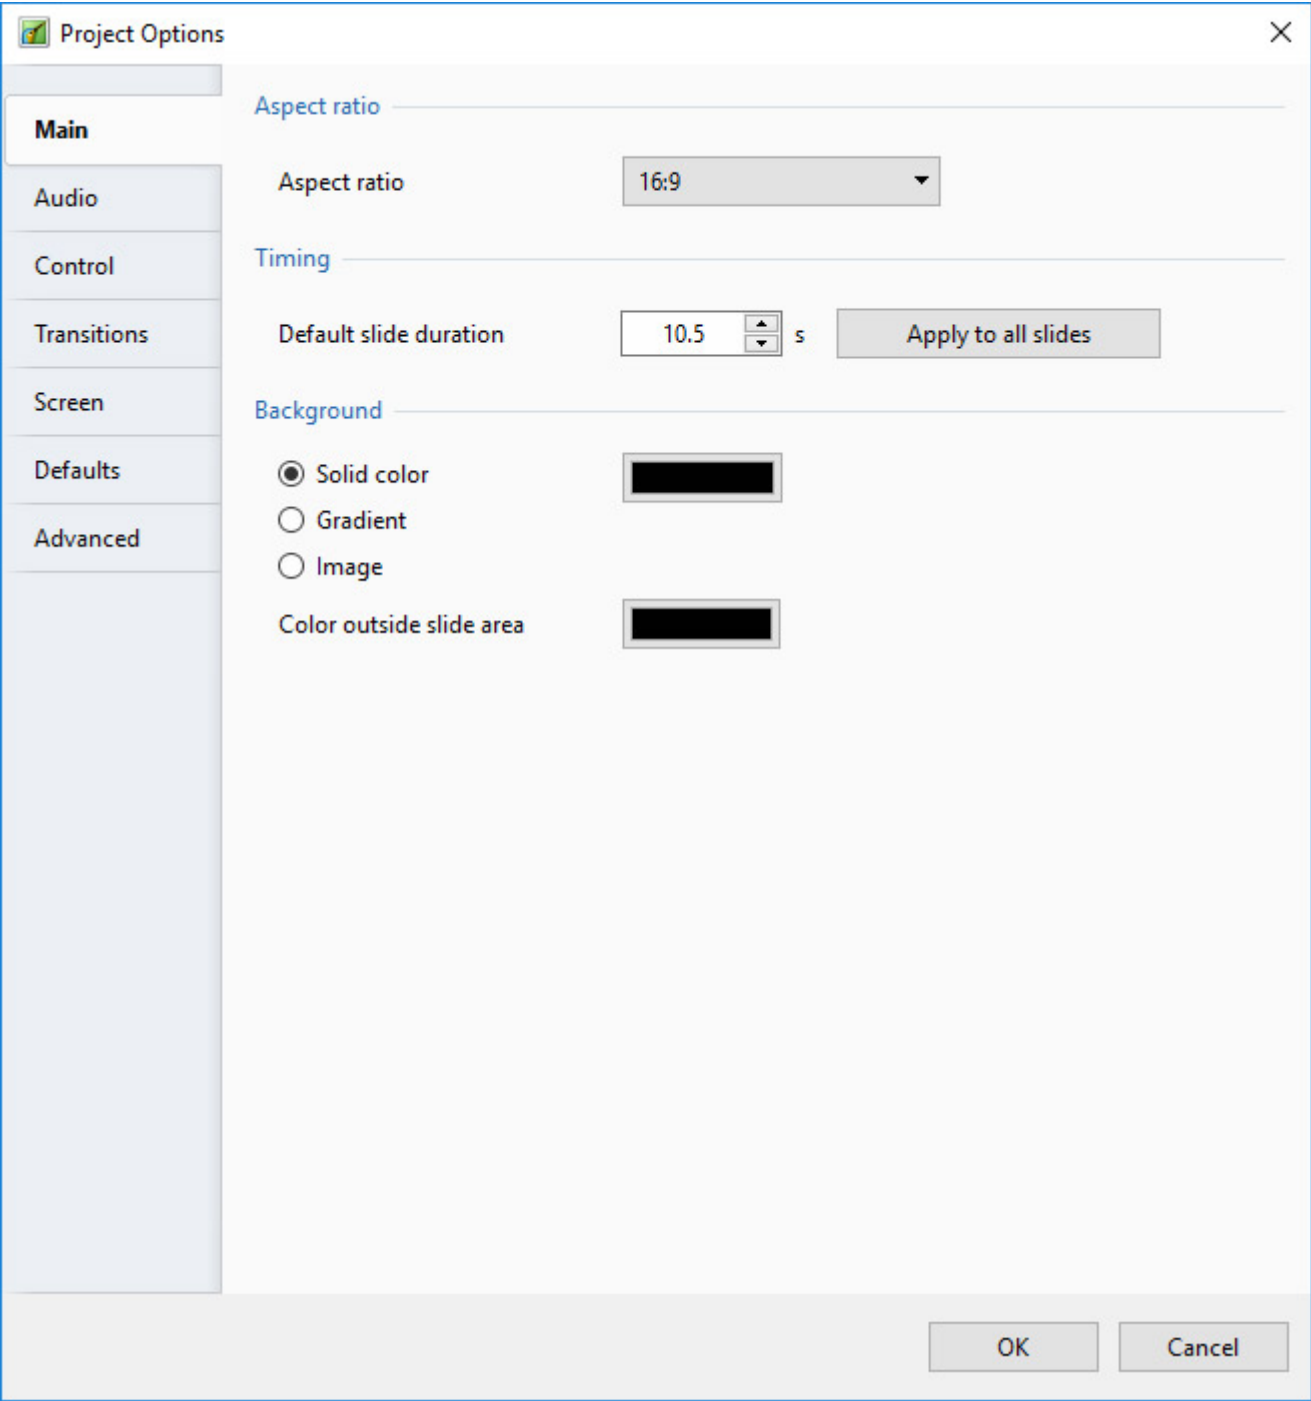 Project Options
Main
Audio
Control
Transitions
Screen
Defaults
Advanced
Aspect ratio
Aspect ratio 16:9
Timing
Default slide duration 10.5 s Apply to all slides
Background
Solid color
Gradient
Image
Color outside slide area
OK Cancel